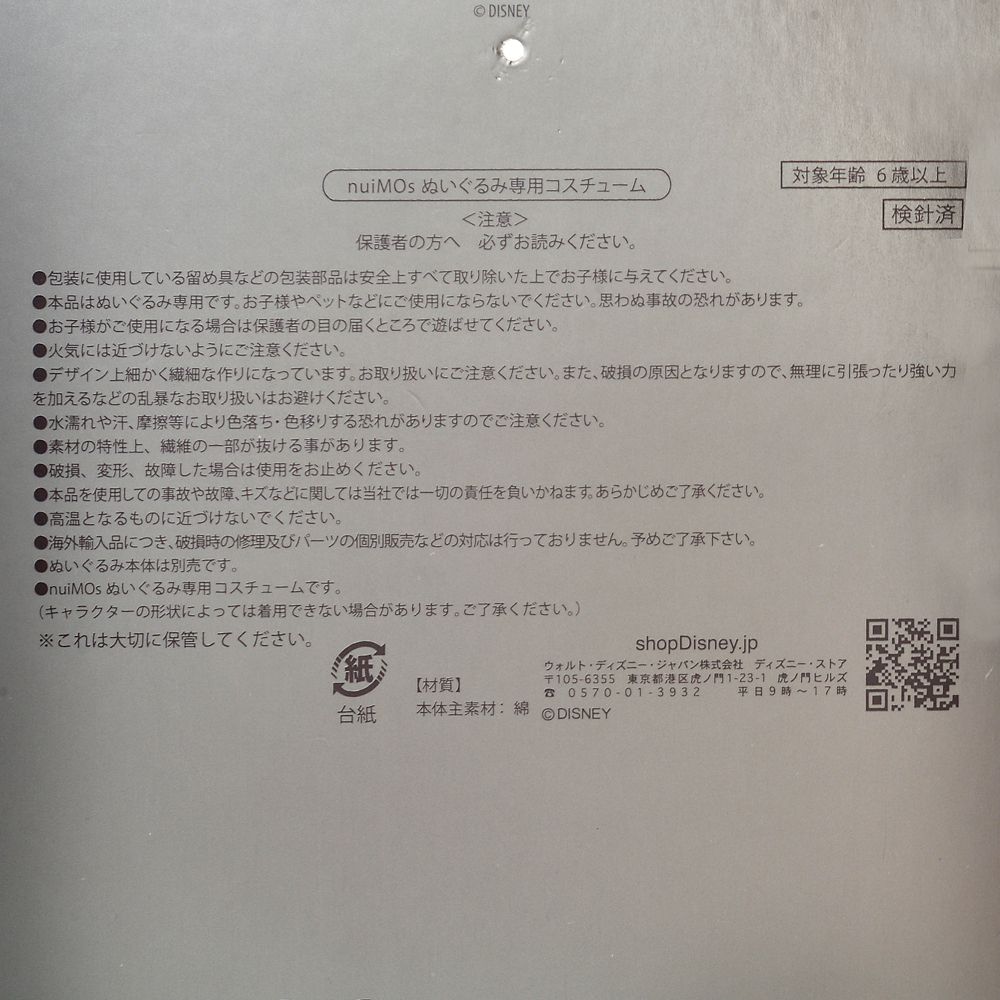 © DISNEY
nuiMOs ぬいぐるみ専用コスチューム
対象年齢 6歳以上
検針済
＜注意＞
保護者の方へ 必ずお読みください。
●包装に使用している留め具などの包装部品は安全上すべて取り除いた上でお子様に与えてください。
●本品はぬいぐるみ専用です。お子様やペットなどにご使用にならないでください。思わぬ事故の恐れがあります。
●お子様がご使用になる場合は保護者の目の届くところで遊ばせてください。
●火気には近づけないようにご注意ください。
●デザイン上細かく繊細な作りになっています。お取り扱いにご注意ください。また、破損の原因となりますので、無理に引張ったり強い力
を加えるなどの乱暴なお取り扱いはお避けください。
●水濡れや汗、摩擦等により色落ち・色移りする恐れがありますのでご注意ください。
●素材の特性上、繊維の一部が抜ける事があります。
●破損、変形、故障した場合は使用をお止めください。
●本品を使用しての事故や故障、キズなどに関しては当社では一切の責任を負いかねます。あらかじめご了承ください。
●高温となるものに近づけないでください。
●海外輸入品につき、破損時の修理及びパーツの個別販売などの対応は行っておりません。予めご了承下さい。
●ぬいぐるみ本体は別売です。
●nuiMOs ぬいぐるみ専用コスチュームです。
（キャラクターの形状によっては着用できない場合があります。ご了承ください。）
※これは大切に保管してください。
紙
台紙
【材質】
本体主素材： 綿
shopDisney.jp
ウォルト・ディズニー・ジャパン株式会社 ディズニー・ストア
〒105-6355 東京都港区虎ノ門1-23-1 虎ノ門ヒルズ
☎ 0570-01-3932 平日9時〜17時
©DISNEY